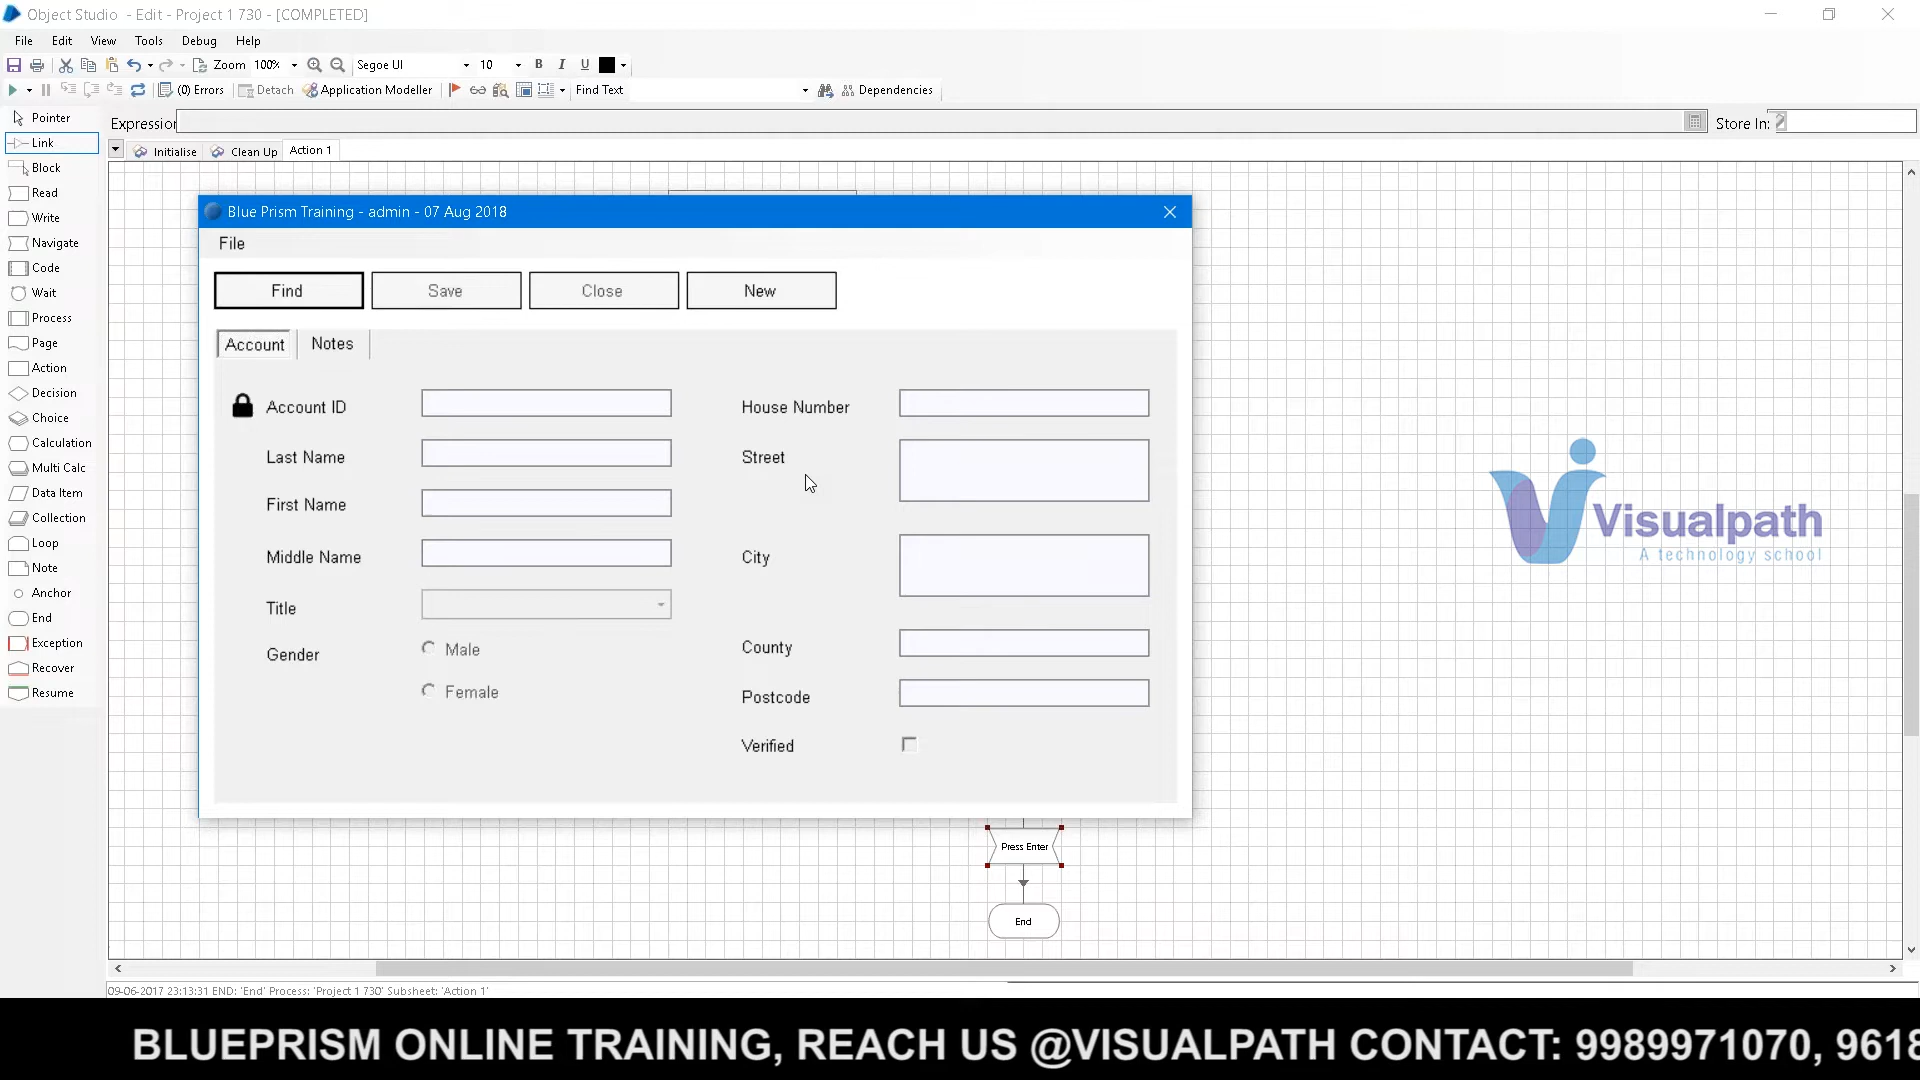 Object Studio - Edit - Project 1 730 - [COMPLETED]
File Edit View Tools Debug Help
Zoom 100% Segoe UI 10 B I U
(0) Errors Detach Application Modeller Find Text Dependencies
Pointer
Expression
Store In:
Link
Initialise Clean Up Action 1
Block
Read
Write
Navigate
Code
Wait
Process
Page
Action
Decision
Choice
Calculation
Multi Calc
Data Item
Collection
Loop
Note
Anchor
End
Exception
Recover
Resume
Blue Prism Training - admin - 07 Aug 2018
File
Find Save Close New
Account Notes
Account ID
Last Name
First Name
Middle Name
Title
Gender
Male
Female
House Number
Street
City
County
Postcode
Verified
Visualpath
A technology school
Press Enter
End
09-06-2017 23:13:31 END: 'End' Process: 'Project 1 730' Subsheet: 'Action 1'
BLUEPRISM ONLINE TRAINING, REACH US @VISUALPATH CONTACT: 9989971070, 9618